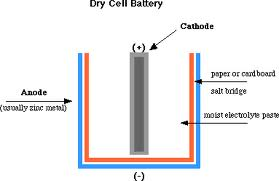 Dry Cell Battery
Cathode
(+)
paper or cardboard
salt bridge
Anode
(usually zinc metal)
moist electrolyte paste
(-)